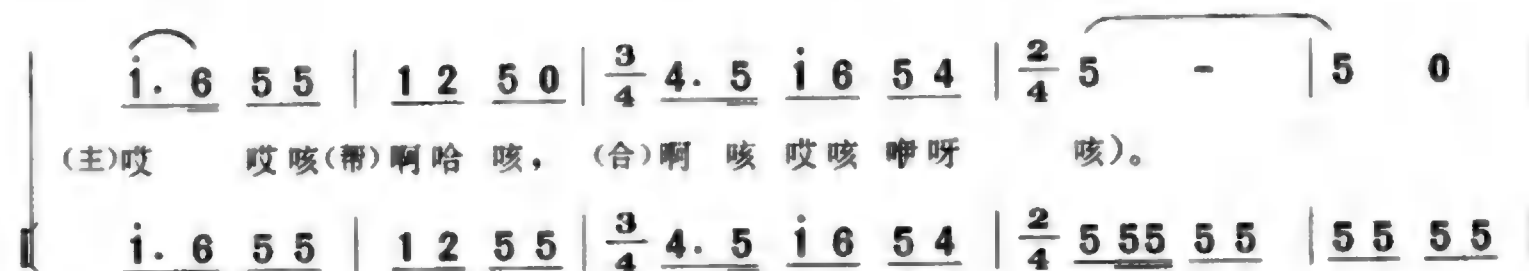 i. 6 5 5 | 1 2 5 0 | 3/4 4. 5 i 6 5 4 | 2/4 5 - | 5 0
(主)哎 哎咳(帮)啊哈 咳, (合)啊 咳 哎咳 咿呀 咳)。
i. 6 5 5 | 1 2 5 5 | 3/4 4. 5 i 6 5 4 | 2/4 5 55 5 5 | 5 5 5 5